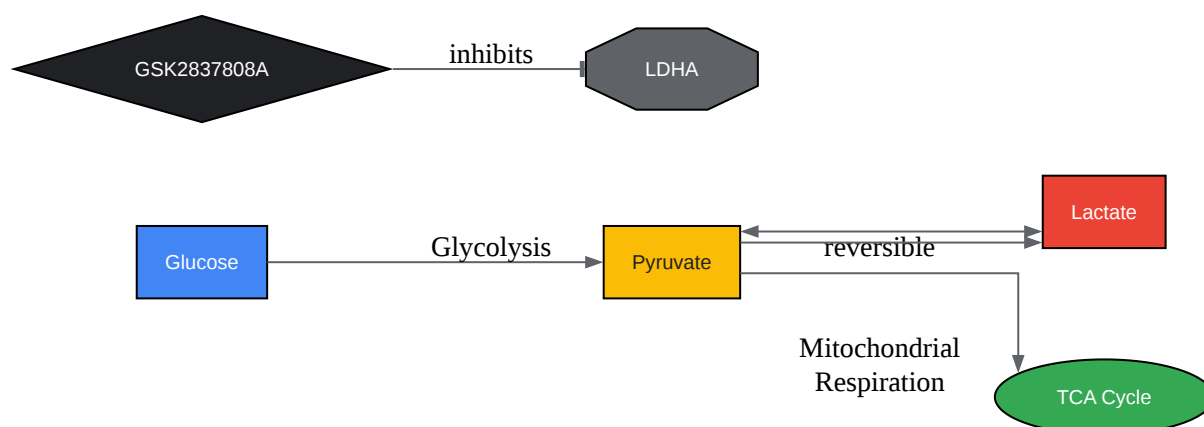 GSK2837808A
inhibits
LDHA
Lactate
Glucose
Glycolysis
Pyruvate
reversible
Mitochondrial
Respiration
TCA Cycle